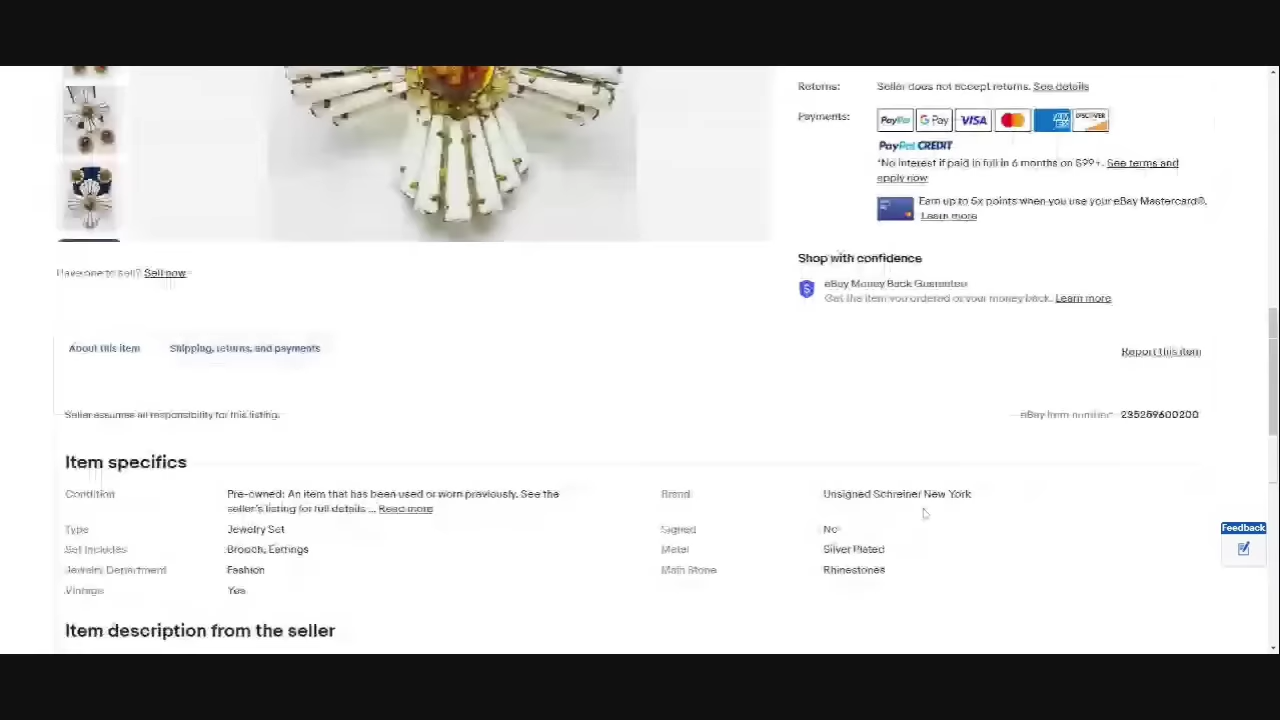 Returns: Seller does not accept returns. See details
Payments: PayPal G Pay VISA DISCOVER
PayPal CREDIT
*No interest if paid in full in 6 months on $99+. See terms and
apply now
Earn up to 5x points when you use your eBay Mastercard®.
Learn more
Shop with confidence
eBay Money Back Guarantee
Get the item you ordered or your money back. Learn more
Have one to sell? Sell now
About this item Shipping, returns, and payments Report this item
Seller assumes all responsibility for this listing. eBay item number: 235259600200
Item specifics
Condition Pre-owned: An item that has been used or worn previously. See the
seller's listing for full details ... Read more
Brand Unsigned Schreiner New York
Type Jewelry Set Signed No
Set Includes Brooch, Earrings Metal Silver Plated
Jewelry Department Fashion Main Stone Rhinestones
Vintage Yes
Item description from the seller
Feedback